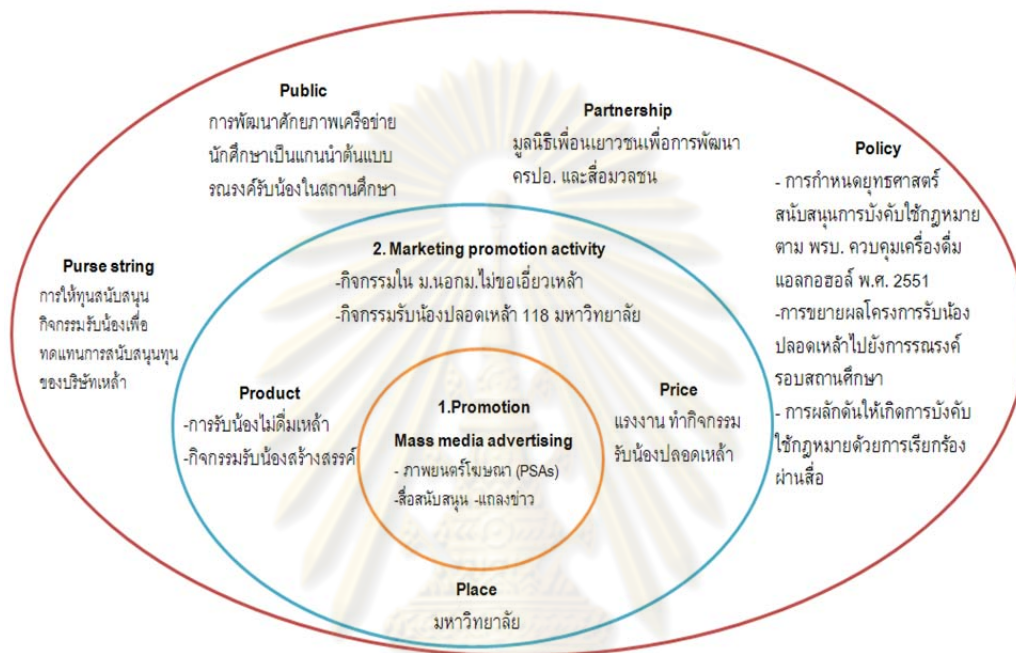 Public
การพัฒนาศักยภาพเครือข่าย
นักศึกษาเป็นแกนนำต้นแบบ
รณรงค์รับน้องในสถานศึกษา
Partnership
มูลนิธิเพื่อนเยาวชนเพื่อการพัฒนา
ครปอ. และสื่อมวลชน
Policy
- การกำหนดยุทธศาสตร์
สนับสนุนการบังคับใช้กฎหมาย
ตาม พรบ. ควบคุมเครื่องดื่ม
แอลกอฮอล์ พ.ศ. 2551
-การขยายผลโครงการรับน้อง
ปลอดเหล้าไปยังการรณรงค์
รอบสถานศึกษา
- การผลักดันให้เกิดการบังคับ
ใช้กฎหมายด้วยการเรียกร้อง
ผ่านสื่อ
Purse string
การให้ทุนสนับสนุน
กิจกรรมรับน้องเพื่อ
ทดแทนการสนับสนุนทุน
ของบริษัทเหล้า
2. Marketing promotion activity
-กิจกรรมใน ม.นอกม.ไม่ขอเอี่ยวเหล้า
-กิจกรรมรับน้องปลอดเหล้า 118 มหาวิทยาลัย
Product
-การรับน้องไม่ดื่มเหล้า
-กิจกรรมรับน้องสร้างสรรค์
1.Promotion
Mass media advertising
- ภาพยนตร์โฆษณา (PSAs)
-สื่อสนับสนุน -แถลงข่าว
Price
แรงงาน ทำกิจกรรม
รับน้องปลอดเหล้า
Place
มหาวิทยาลัย